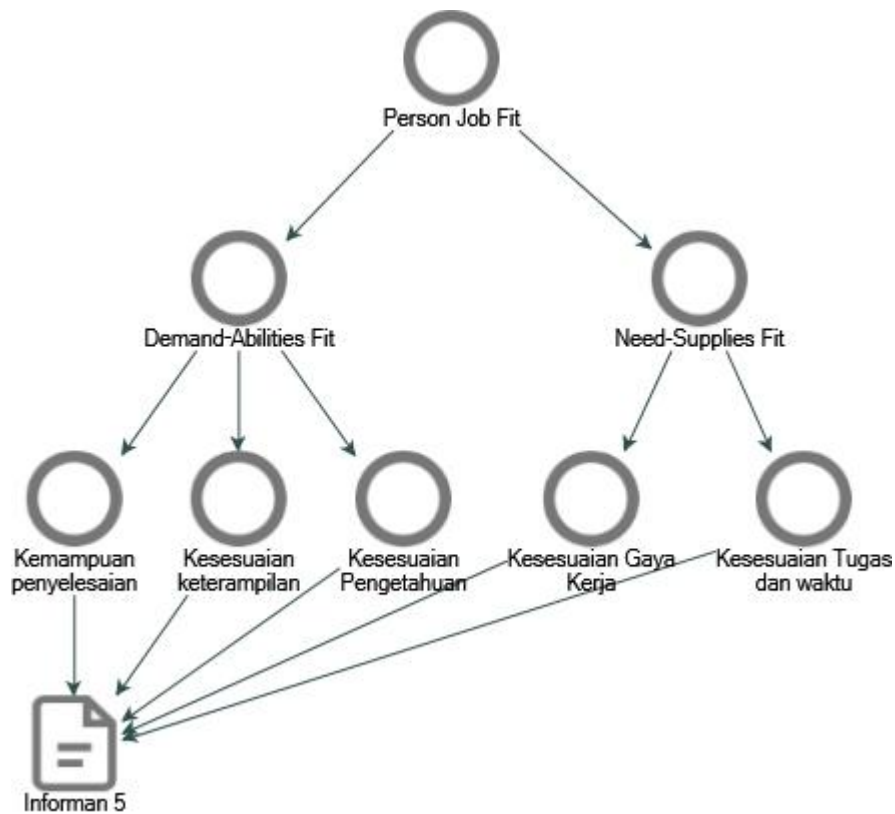 Person Job Fit
Demand-Abilities Fit
Need-Supplies Fit
Kemampuan
penyelesaian
Kesesuaian
keterampilan
Kesesuaian
Pengetahuan
Kesesuaian Gaya
Kerja
Kesesuaian Tugas
dan waktu
Informan 5